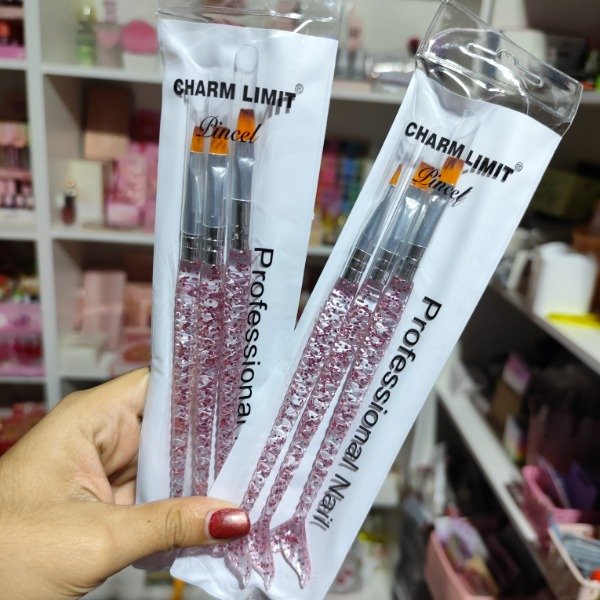 CHARM LIMIT®
Pincel
Professional
CHARM LIMIT®
Pincel
Professional Nail